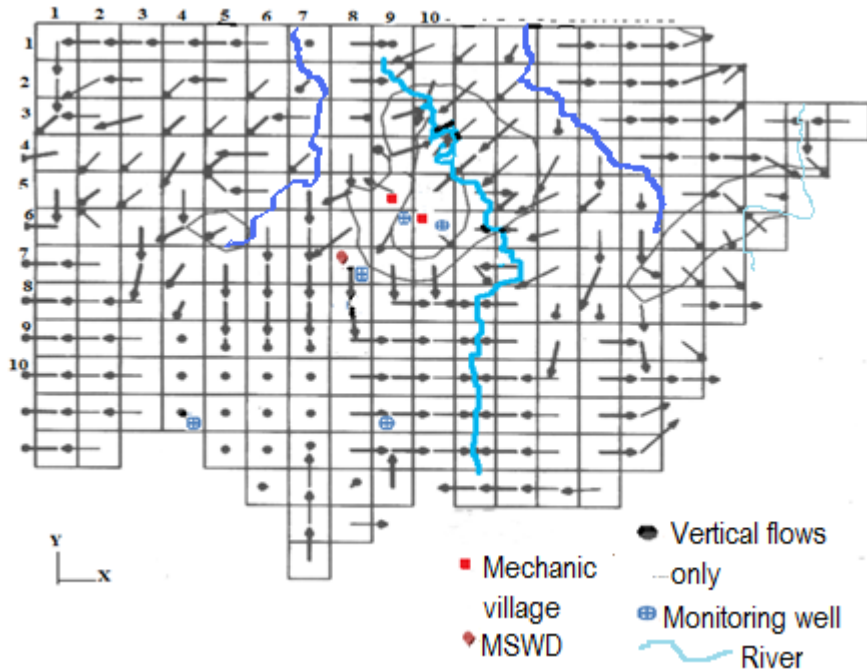 1 2 3 4 5 6 7 8 9 10
1
2
3
4
5
6
7
8
9
10
Y
X
Mechanic
village
MSWD
Vertical flows
only
Monitoring well
River